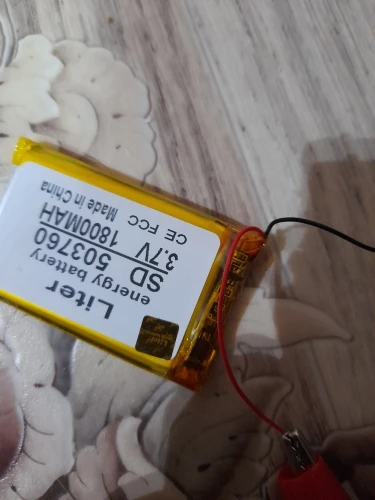 Liter
energy battery
SD 503760
3.7V 1800MAH
CE FCC Made in China